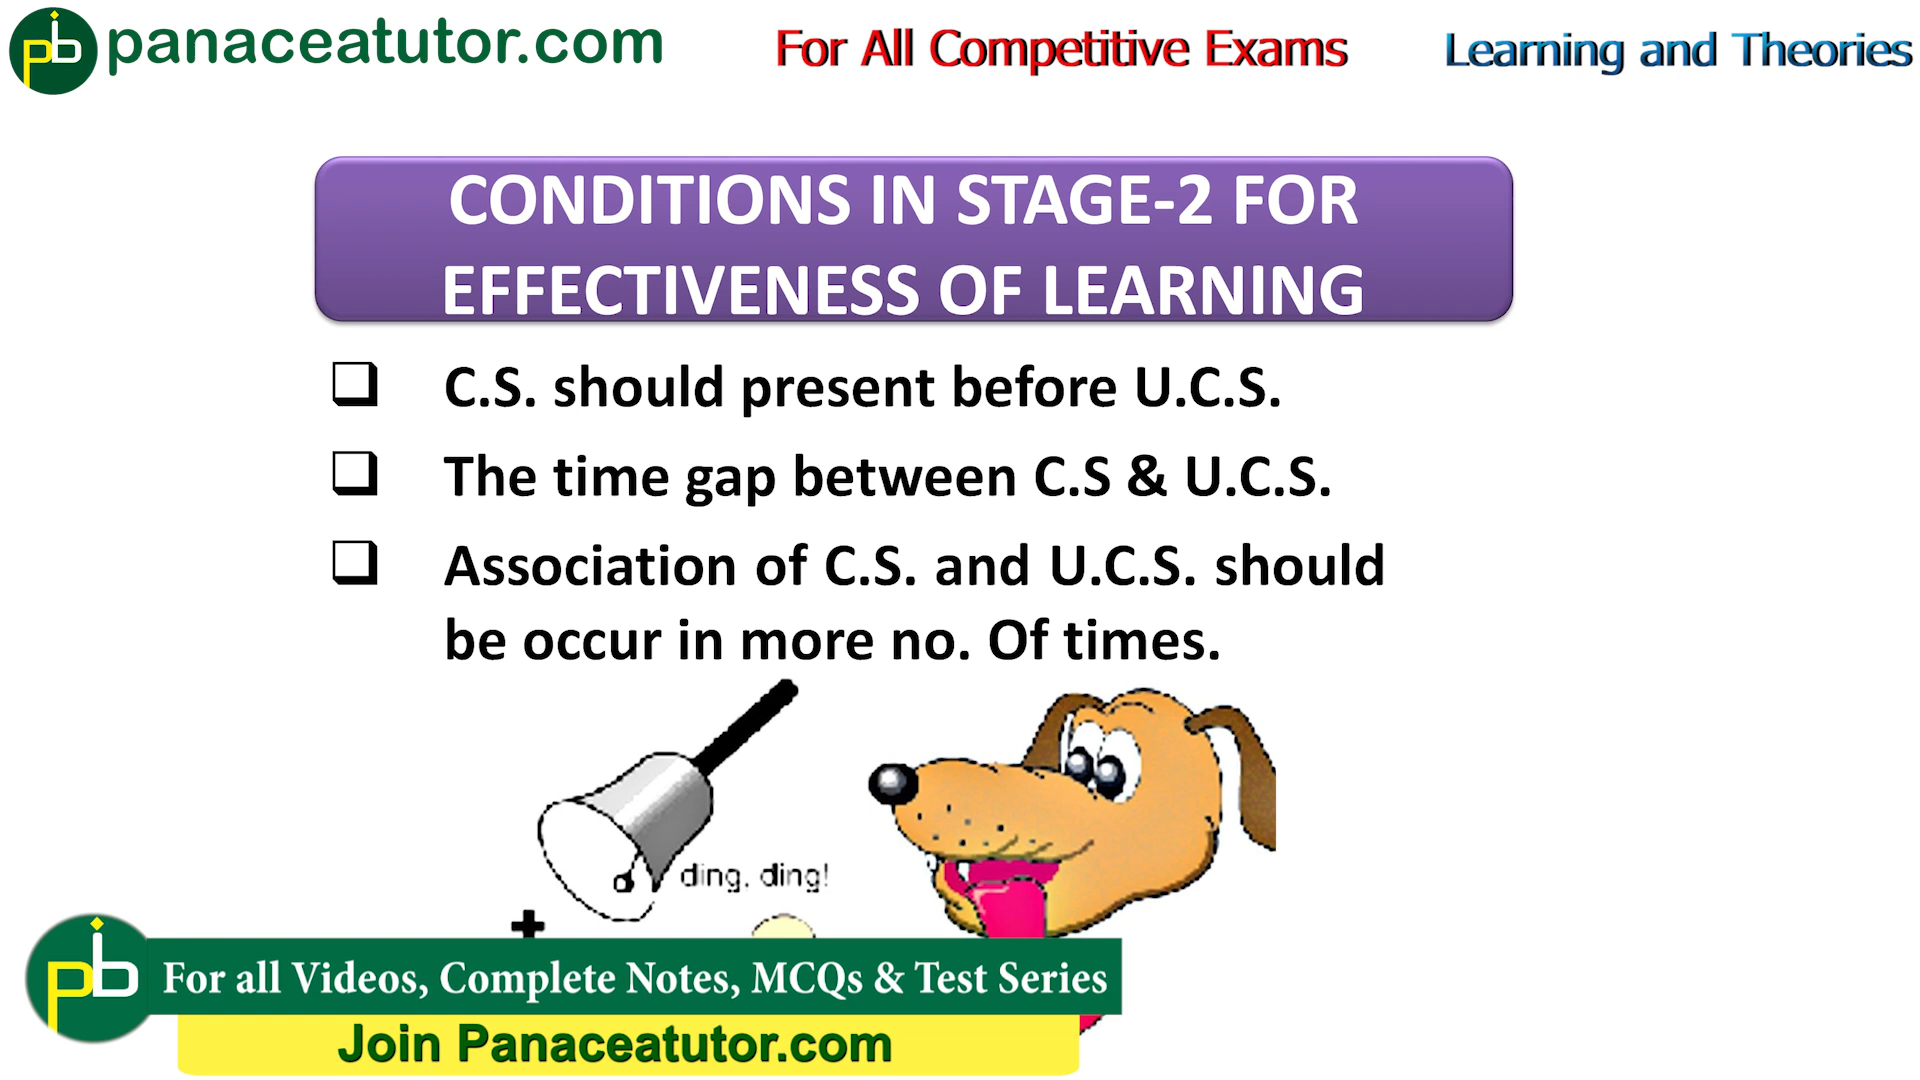 pb panaceatutor.com For All Competitive Exams Learning and Theories
CONDITIONS IN STAGE-2 FOR
EFFECTIVENESS OF LEARNING
❑ C.S. should present before U.C.S.
❑ The time gap between C.S & U.C.S.
❑ Association of C.S. and U.C.S. should
be occur in more no. Of times.
ding, ding!
+
pb For all Videos, Complete Notes, MCQs & Test Series
Join Panaceatutor.com